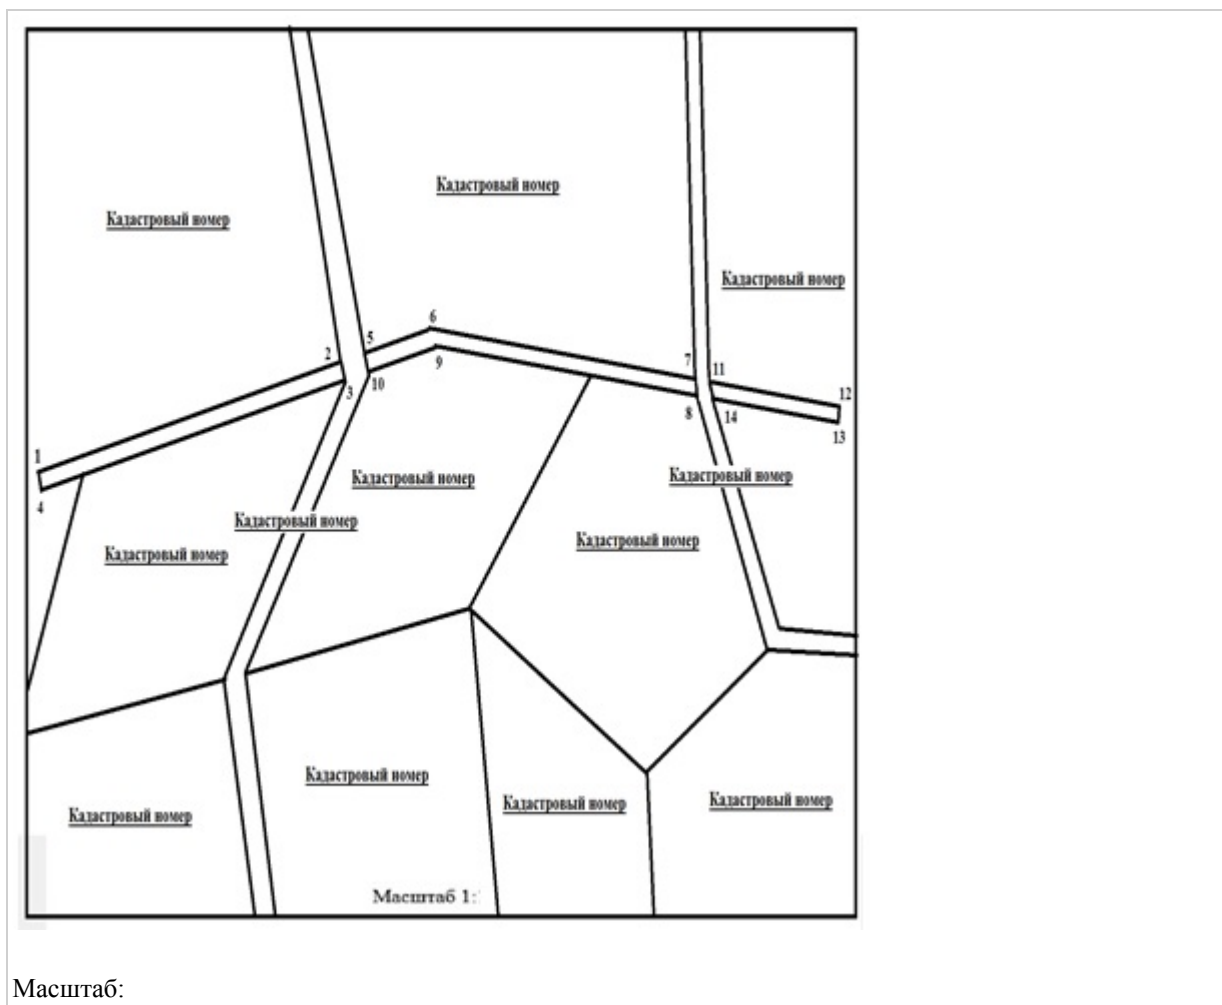 Кадастровый номер
Кадастровый номер
Кадастровый номер
6
5
2
7
11
9
3
10
12
8
14
13
1
4
Кадастровый номер
Кадастровый номер
Кадастровый номер
Кадастровый номер
Кадастровый номер
Кадастровый номер
Кадастровый номер
Кадастровый номер
Кадастровый номер
Масштаб 1:
Масштаб: